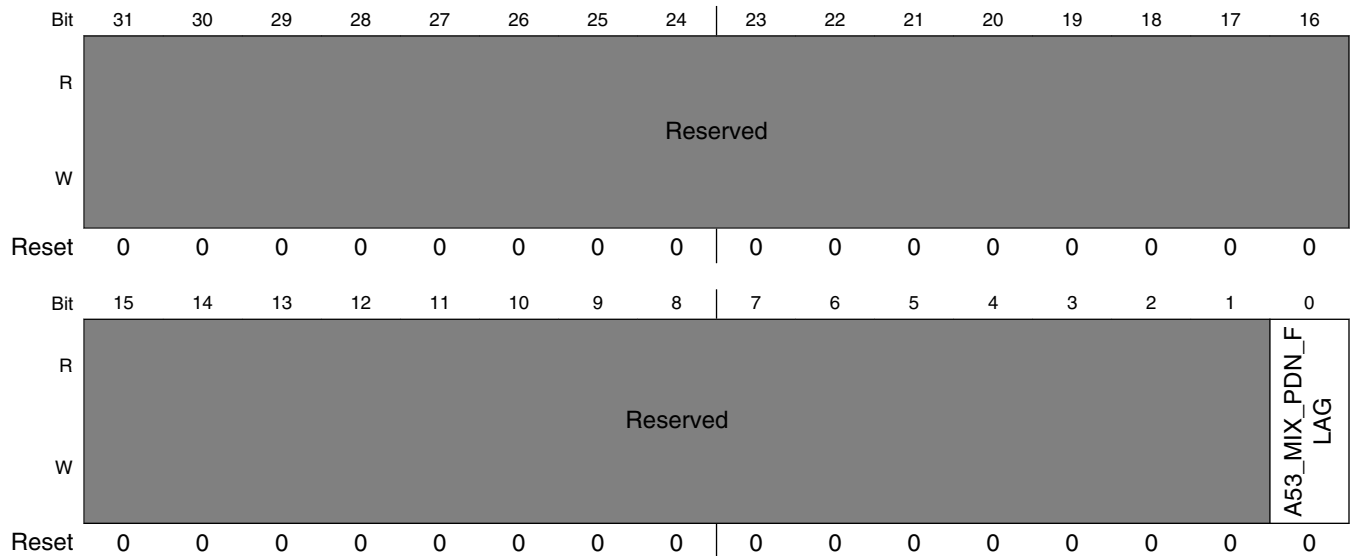 Bit 31 30 29 28 27 26 25 24 23 22 21 20 19 18 17 16
R
Reserved
W
Reset 0 0 0 0 0 0 0 0 0 0 0 0 0 0 0 0
Bit 15 14 13 12 11 10 9 8 7 6 5 4 3 2 1 0
R
Reserved
W
A53_MIX_PDN_F
LAG
Reset 0 0 0 0 0 0 0 0 0 0 0 0 0 0 0 0